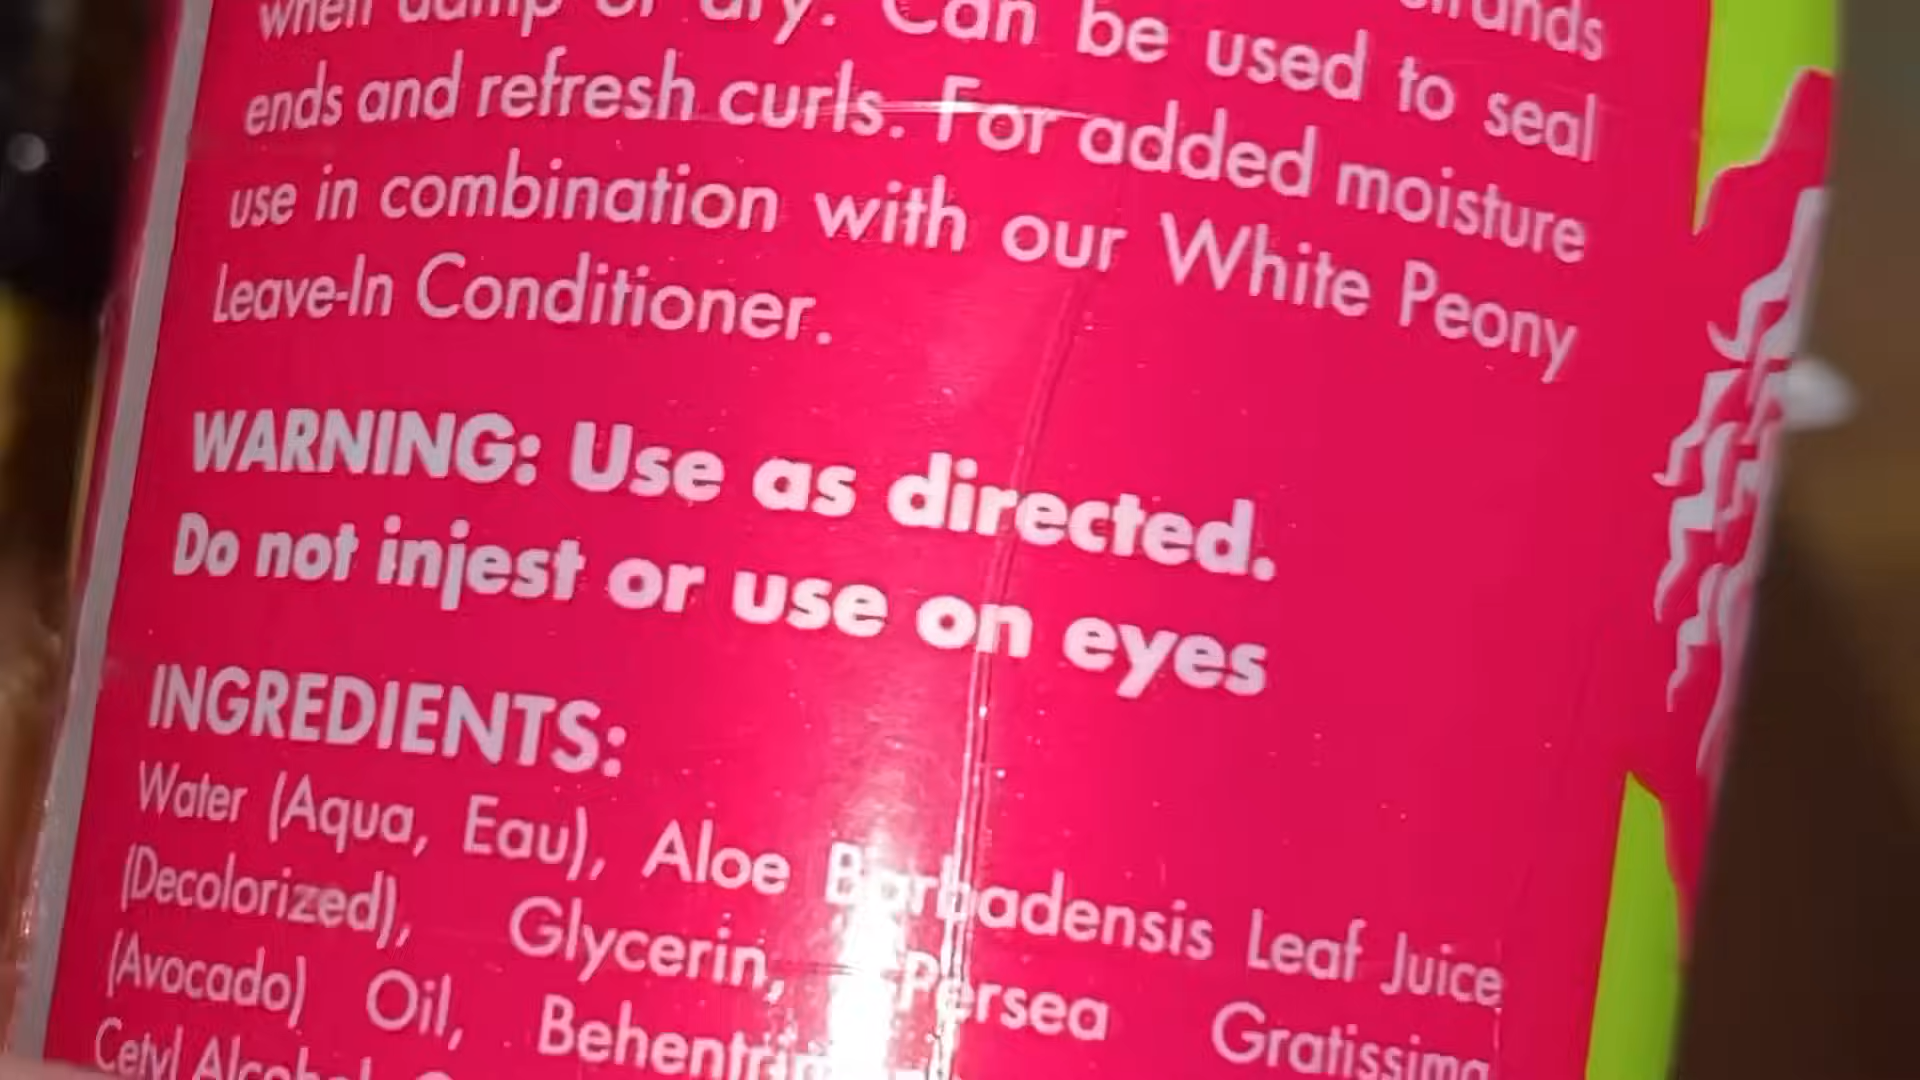 when damp or dry. Can be used to seal
ends and refresh curls. For added moisture
use in combination with our White Peony
Leave-In Conditioner.
WARNING: Use as directed.
Do not injest or use on eyes
INGREDIENTS:
Water (Aqua, Eau), Aloe Barbadensis Leaf Juice
(Decolorized), Glycerin, Persea Gratissima
(Avocado) Oil,
Cetyl Alcohol,